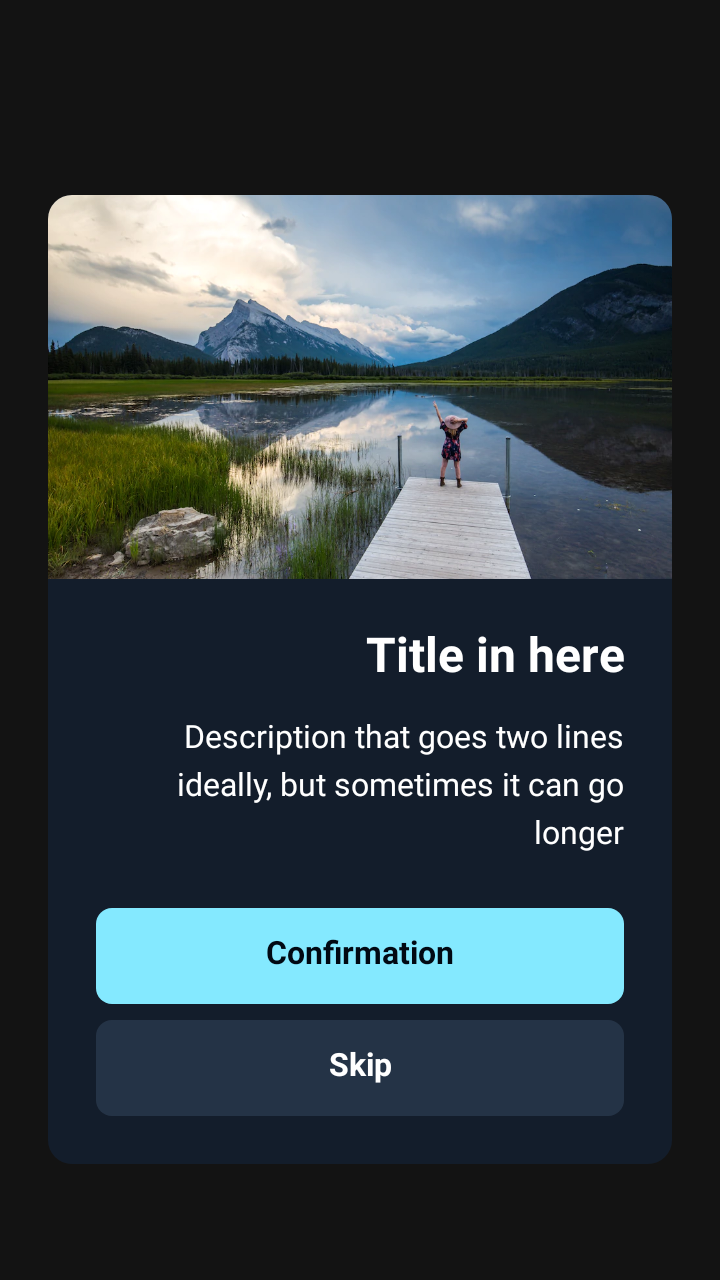 Title in here
Description that goes two lines
ideally, but sometimes it can go
longer
Confirmation
Skip